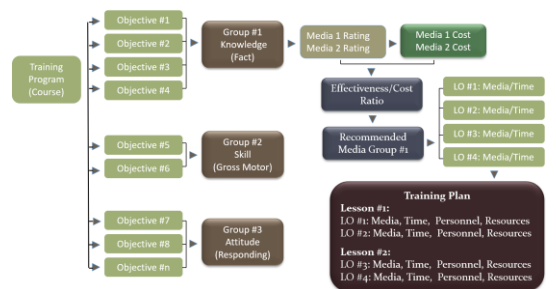 Training
Program
(Course)
Objective #1
Objective #2
Objective #3
Objective #4
Objective #5
Objective #6
Objective #7
Objective #8
Objective #n
Group #1
Knowledge
(Fact)
Group #2
Skill
(Gross Motor)
Group #3
Attitude
(Responding)
Media 1 Rating
Media 2 Rating
Media 1 Cost
Media 2 Cost
Effectiveness/Cost
Ratio
Recommended
Media Group #1
LO #1: Media/Time
LO #2: Media/Time
LO #3: Media/Time
LO #4: Media/Time
Training Plan
Lesson #1:
LO #1: Media, Time, Personnel, Resources
LO #2: Media, Time, Personnel, Resources
Lesson #2:
LO #3: Media, Time, Personnel, Resources
LO #4: Media, Time, Personnel, Resources